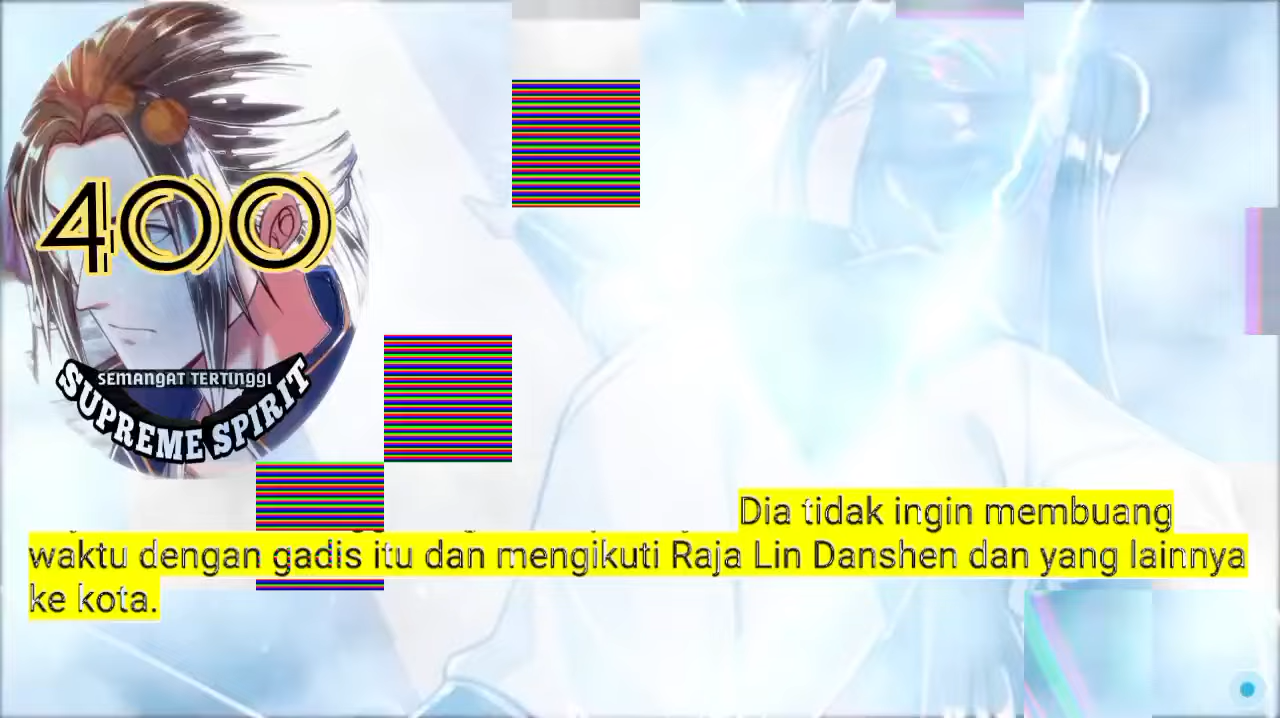 400
SEMANGAT TERTINGGI
SUPREME SPIRIT
Dia tidak ingin membuang
waktu dengan gadis itu dan mengikuti Raja Lin Danshen dan yang lainnya
ke kota.